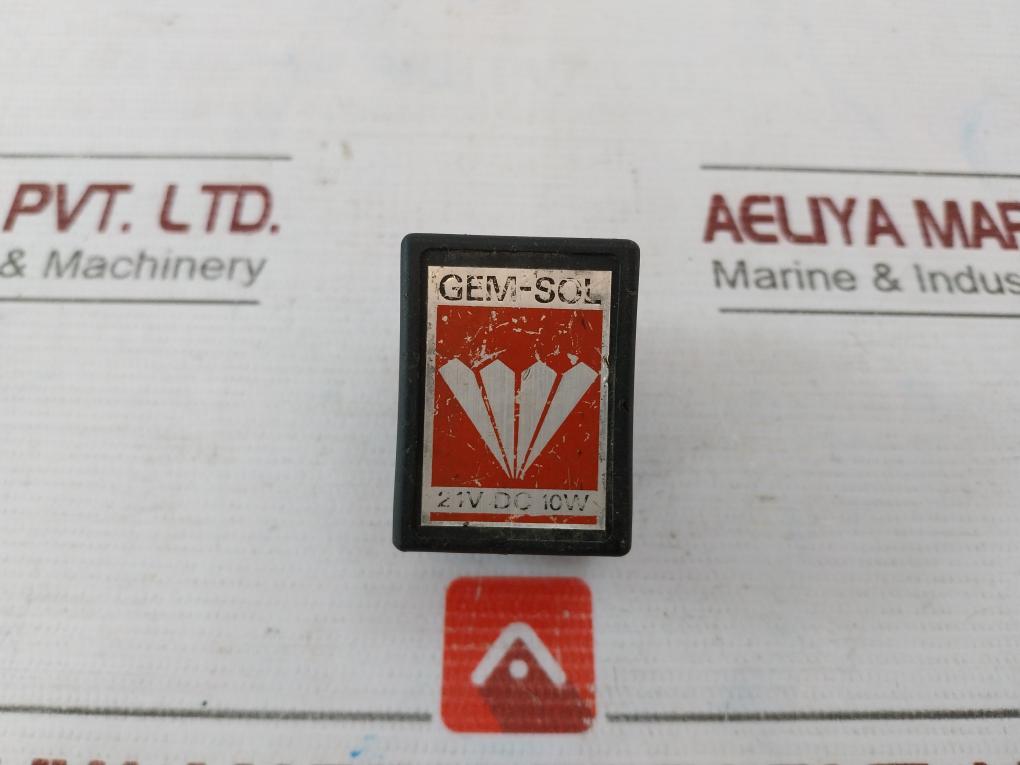 PVT. LTD.
& Machinery
AELIYA MAR
Marine & Indus
GEM-SOL
21V DC 10W